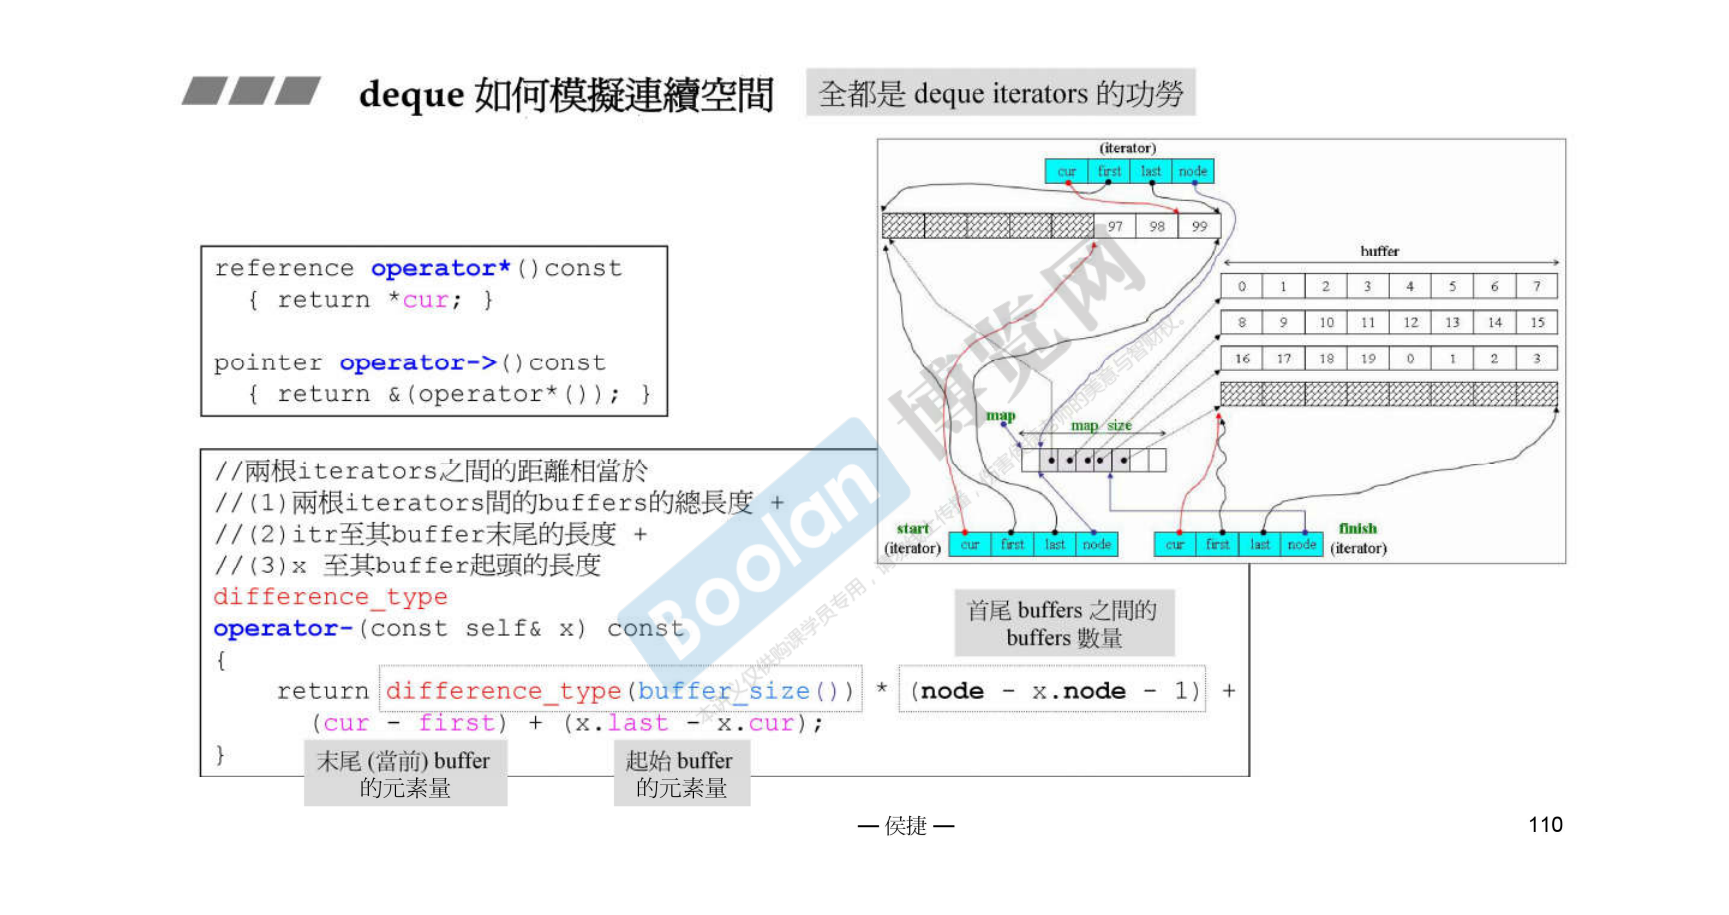 deque 如何模擬連續空間
全都是 deque iterators 的功勞
reference operator*()const
{ return *cur; }
pointer operator->()const
{ return &(operator*()); }
//兩根iterators之間的距離相當於
//(1)兩根iterators間的buffers的總長度 +
//(2)itr至其buffer末尾的長度 +
//(3)x 至其buffer起頭的長度
difference_type
operator-(const self& x) const
{
return difference_type(buffer_size()) * (node - x.node - 1) +
(cur - first) + (x.last - x.cur);
}
首尾 buffers 之間的
buffers 數量
末尾 (當前) buffer
的元素量
起始 buffer
的元素量
(iterator)
cur first last node
97 98 99
buffer
0 1 2 3 4 5 6 7
8 9 10 11 12 13 14 15
16 17 18 19 0 1 2 3
map
map_size
start
(iterator)
cur first last node
cur first last node
finish
(iterator)
Boolan
博览网
— 侯捷 —
110